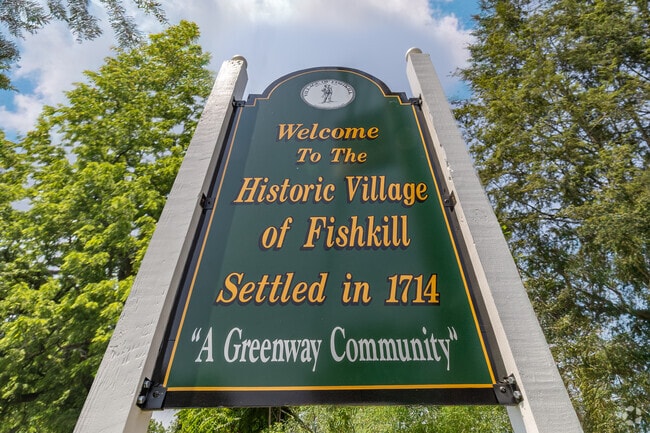 Welcome
To The
Historic Village
of Fishkill
Settled in 1714
"A Greenway Community"